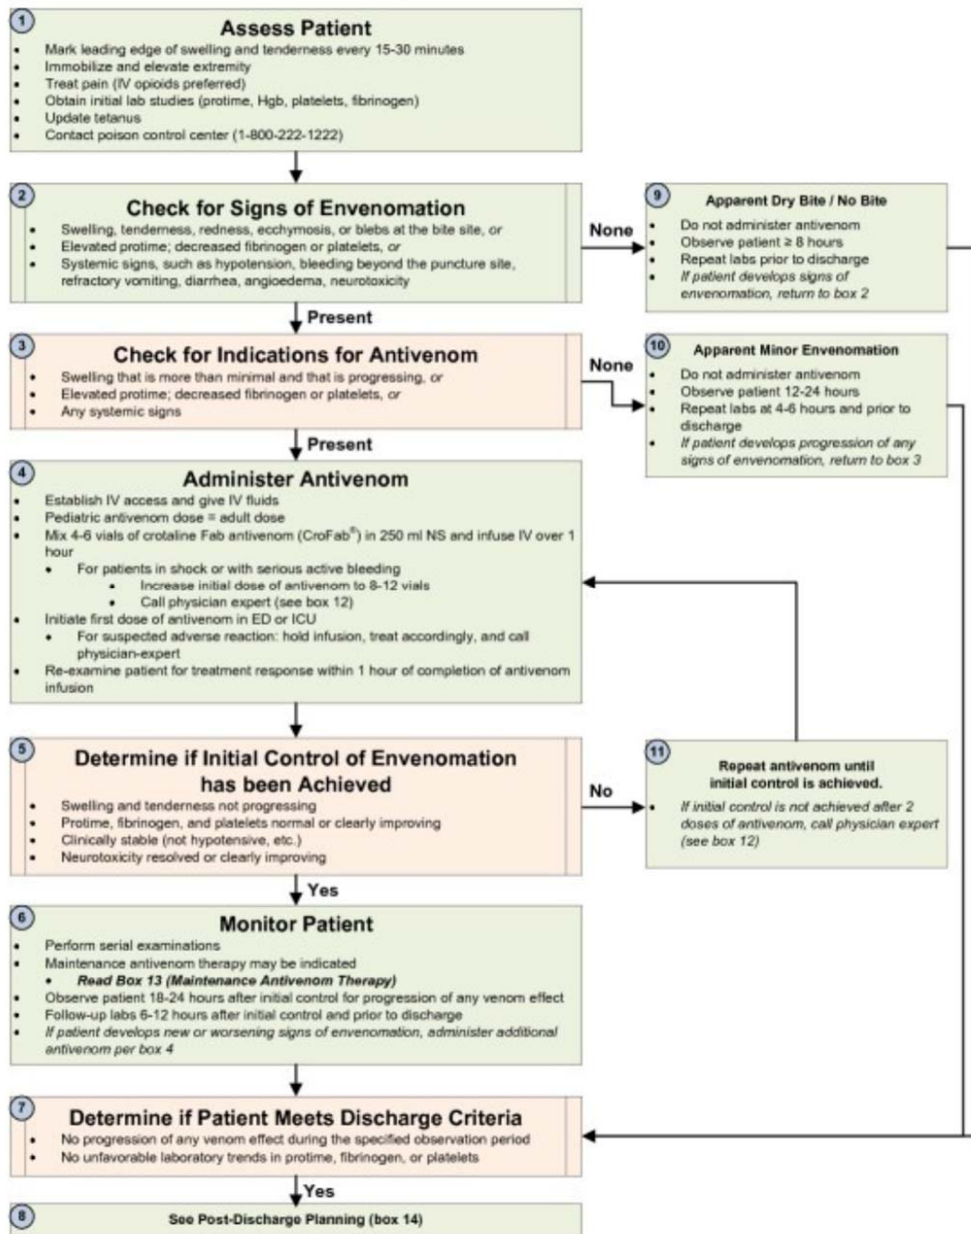 1
Assess Patient
• Mark leading edge of swelling and tenderness every 15-30 minutes
• Immobilize and elevate extremity
• Treat pain (IV opioids preferred)
• Obtain initial lab studies (protime, Hgb, platelets, fibrinogen)
• Update tetanus
• Contact poison control center (1-800-222-1222)
2
Check for Signs of Envenomation
• Swelling, tenderness, redness, ecchymosis, or blebs at the bite site, or
• Elevated protime; decreased fibrinogen or platelets, or
• Systemic signs, such as hypotension, bleeding beyond the puncture site,
refractory vomiting, diarrhea, angioedema, neurotoxicity
None
9
Apparent Dry Bite / No Bite
• Do not administer antivenom
• Observe patient ≥ 8 hours
• Repeat labs prior to discharge
• If patient develops signs of
envenomation, return to box 2
Present
3
Check for Indications for Antivenom
• Swelling that is more than minimal and that is progressing, or
• Elevated protime; decreased fibrinogen or platelets, or
• Any systemic signs
None
10
Apparent Minor Envenomation
• Do not administer antivenom
• Observe patient 12-24 hours
• Repeat labs at 4-6 hours and prior to
discharge
• If patient develops progression of any
signs of envenomation, return to box 3
Present
4
Administer Antivenom
• Establish IV access and give IV fluids
• Pediatric antivenom dose = adult dose
• Mix 4-6 vials of crotaline Fab antivenom (CroFab®) in 250 ml NS and infuse IV over 1
hour
• For patients in shock or with serious active bleeding
• Increase initial dose of antivenom to 8-12 vials
• Call physician expert (see box 12)
• Initiate first dose of antivenom in ED or ICU
• For suspected adverse reaction: hold infusion, treat accordingly, and call
physician-expert
• Re-examine patient for treatment response within 1 hour of completion of antivenom
infusion
5
Determine if Initial Control of Envenomation
has been Achieved
• Swelling and tenderness not progressing
• Protime, fibrinogen, and platelets normal or clearly improving
• Clinically stable (not hypotensive, etc.)
• Neurotoxicity resolved or clearly improving
No
11
Repeat antivenom until
initial control is achieved.
• If initial control is not achieved after 2
doses of antivenom, call physician expert
(see box 12)
Yes
6
Monitor Patient
• Perform serial examinations
• Maintenance antivenom therapy may be indicated
• Read Box 13 (Maintenance Antivenom Therapy)
• Observe patient 18-24 hours after initial control for progression of any venom effect
• Follow-up labs 6-12 hours after initial control and prior to discharge
• If patient develops new or worsening signs of envenomation, administer additional
antivenom per box 4
7
Determine if Patient Meets Discharge Criteria
• No progression of any venom effect during the specified observation period
• No unfavorable laboratory trends in protime, fibrinogen, or platelets
Yes
8
See Post-Discharge Planning (box 14)